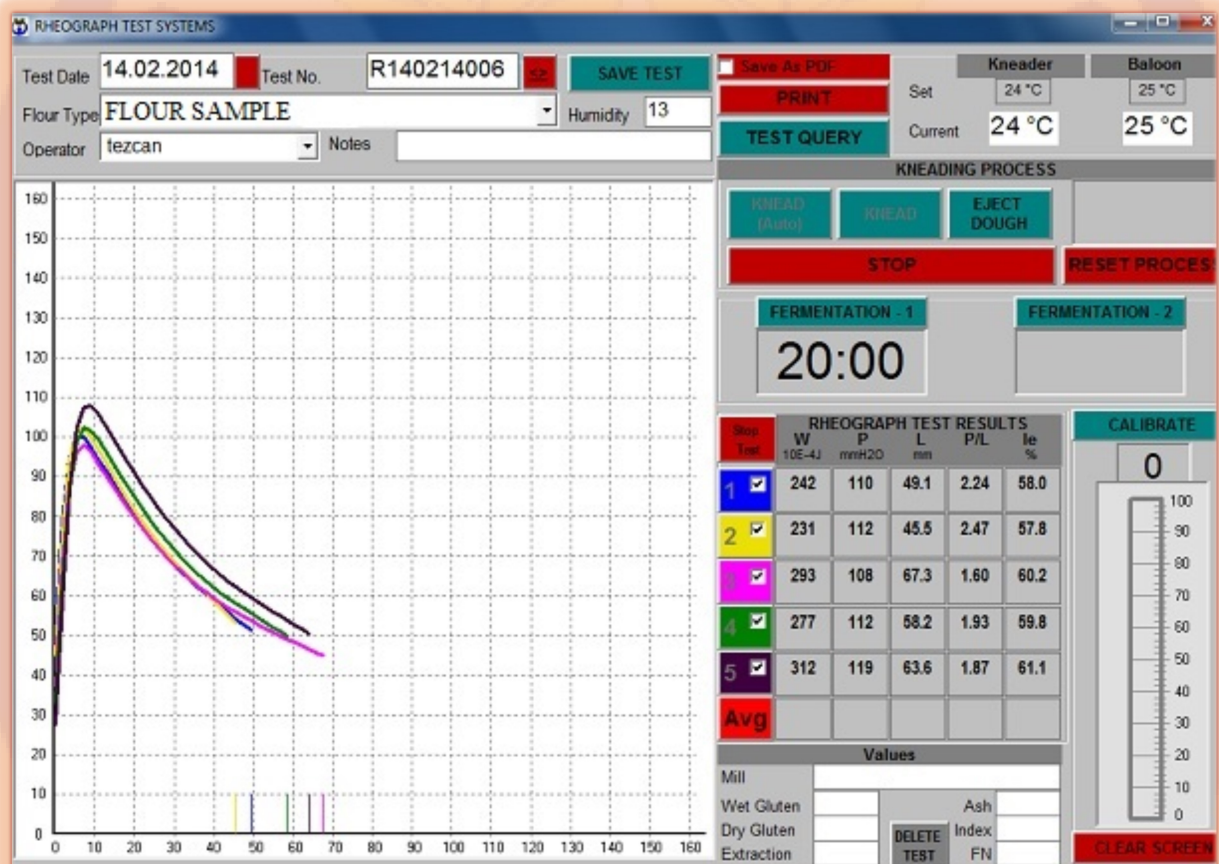 RHEOGRAPH TEST SYSTEMS
Test Date 14.02.2014 Test No. R140214006 <> SAVE TEST
Flour Type FLOUR SAMPLE Humidity 13
Operator tezcan Notes
Save As PDF
PRINT
TEST QUERY
Kneader Baloon
Set 24 °C 25 °C
Current 24 °C 25 °C
KNEADING PROCESS
KNEAD (Auto) KNEAD EJECT DOUGH
STOP RESET PROCES
FERMENTATION - 1 FERMENTATION - 2
20:00
160
150
140
130
120
110
100
90
80
70
60
50
40
30
20
10
0
0 10 20 30 40 50 60 70 80 90 100 110 120 130 140 150 160
Stop Test
RHEOGRAPH TEST RESULTS
W P L P/L Ie
10E-4J mmH2O mm %
1 242 110 49.1 2.24 58.0
2 231 112 45.5 2.47 57.8
3 293 108 67.3 1.60 60.2
4 277 112 58.2 1.93 59.8
5 312 119 63.6 1.87 61.1
Avg
CALIBRATE
0
100
90
80
70
60
50
40
30
20
10
0
CLEAR SCREEN
Values
Mill
Wet Gluten Ash
Dry Gluten Index
Extraction FN
DELETE TEST